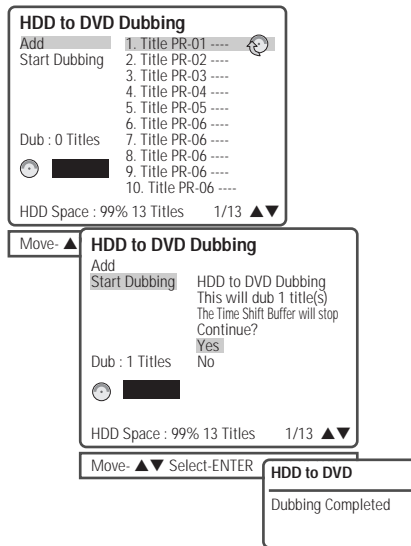 HDD to DVD Dubbing
Add
Start Dubbing
1. Title PR-01 ----
2. Title PR-02 ----
3. Title PR-03 ----
4. Title PR-04 ----
5. Title PR-05 ----
6. Title PR-06 ----
7. Title PR-06 ----
8. Title PR-06 ----
9. Title PR-06 ----
10. Title PR-06 ----
Dub : 0 Titles
HDD Space : 99% 13 Titles 1/13 ▲▼
Move- ▲
HDD to DVD Dubbing
Add
Start Dubbing
HDD to DVD Dubbing
This will dub 1 title(s)
The Time Shift Buffer will stop
Continue?
Yes
No
Dub : 1 Titles
HDD Space : 99% 13 Titles 1/13 ▲▼
Move- ▲▼ Select-ENTER
HDD to DVD
Dubbing Completed